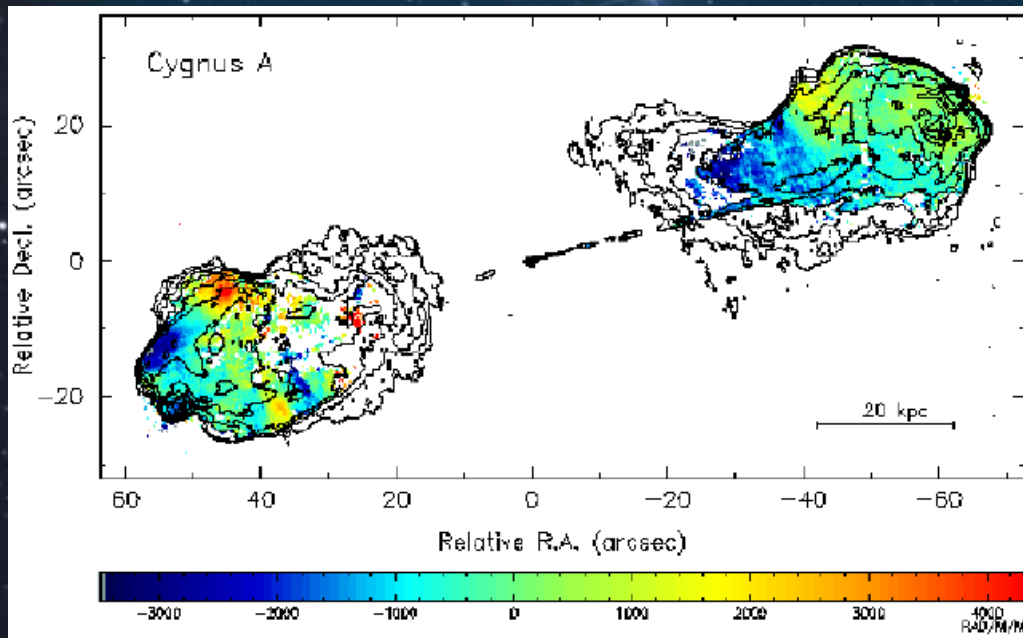 Cygnus A
20
0
−20
Relative Decl. (arcsec)
20 kpc
60 40 20 0 −20 −40 −60
Relative R.A. (arcsec)
−3000 −2000 −1000 0 1000 2000 3000 4000
RAD/M/M